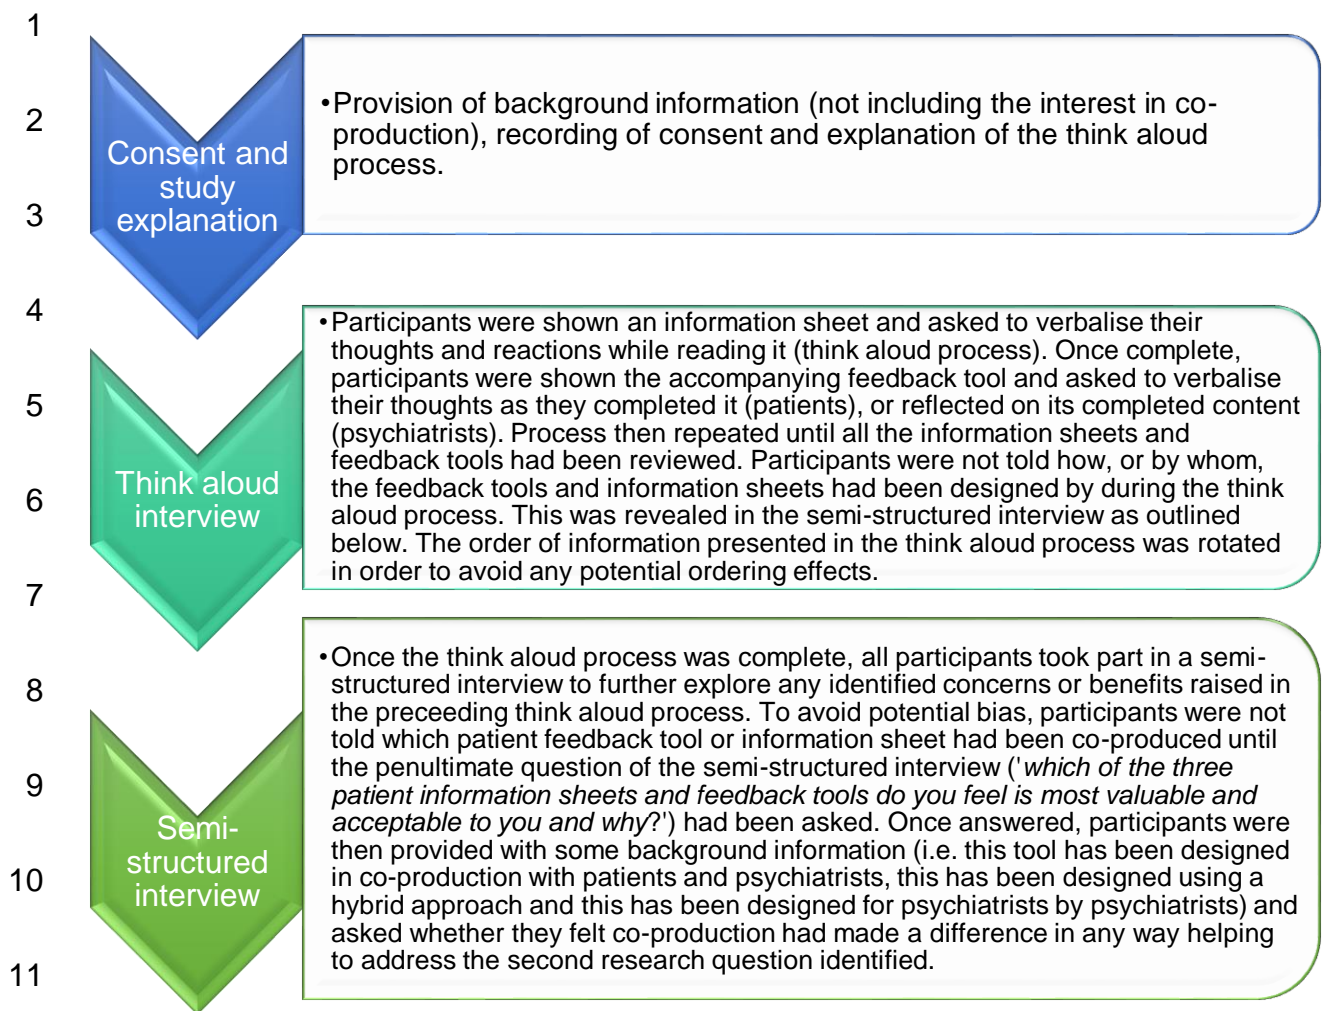 1
2
3
4
5
6
7
8
9
10
11
Consent and
study
explanation
•Provision of background information (not including the interest in co-
production), recording of consent and explanation of the think aloud
process.
Think aloud
interview
•Participants were shown an information sheet and asked to verbalise their
thoughts and reactions while reading it (think aloud process). Once complete,
participants were shown the accompanying feedback tool and asked to verbalise
their thoughts as they completed it (patients), or reflected on its completed content
(psychiatrists). Process then repeated until all the information sheets and
feedback tools had been reviewed. Participants were not told how, or by whom,
the feedback tools and information sheets had been designed by during the think
aloud process. This was revealed in the semi-structured interview as outlined
below. The order of information presented in the think aloud process was rotated
in order to avoid any potential ordering effects.
Semi-
structured
interview
•Once the think aloud process was complete, all participants took part in a semi-
structured interview to further explore any identified concerns or benefits raised in
the preceeding think aloud process. To avoid potential bias, participants were not
told which patient feedback tool or information sheet had been co-produced until
the penultimate question of the semi-structured interview ('which of the three
patient information sheets and feedback tools do you feel is most valuable and
acceptable to you and why?') had been asked. Once answered, participants were
then provided with some background information (i.e. this tool has been designed
in co-production with patients and psychiatrists, this has been designed using a
hybrid approach and this has been designed for psychiatrists by psychiatrists) and
asked whether they felt co-production had made a difference in any way helping
to address the second research question identified.